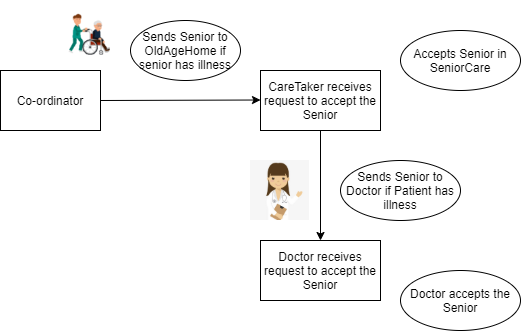 Sends Senior to
OldAgeHome if
senior has illness
Accepts Senior in
SeniorCare
Co-ordinator
CareTaker receives
request to accept the
Senior
Sends Senior to
Doctor if Patient has
illness
Doctor receives
request to accept the
Senior
Doctor accepts the
Senior